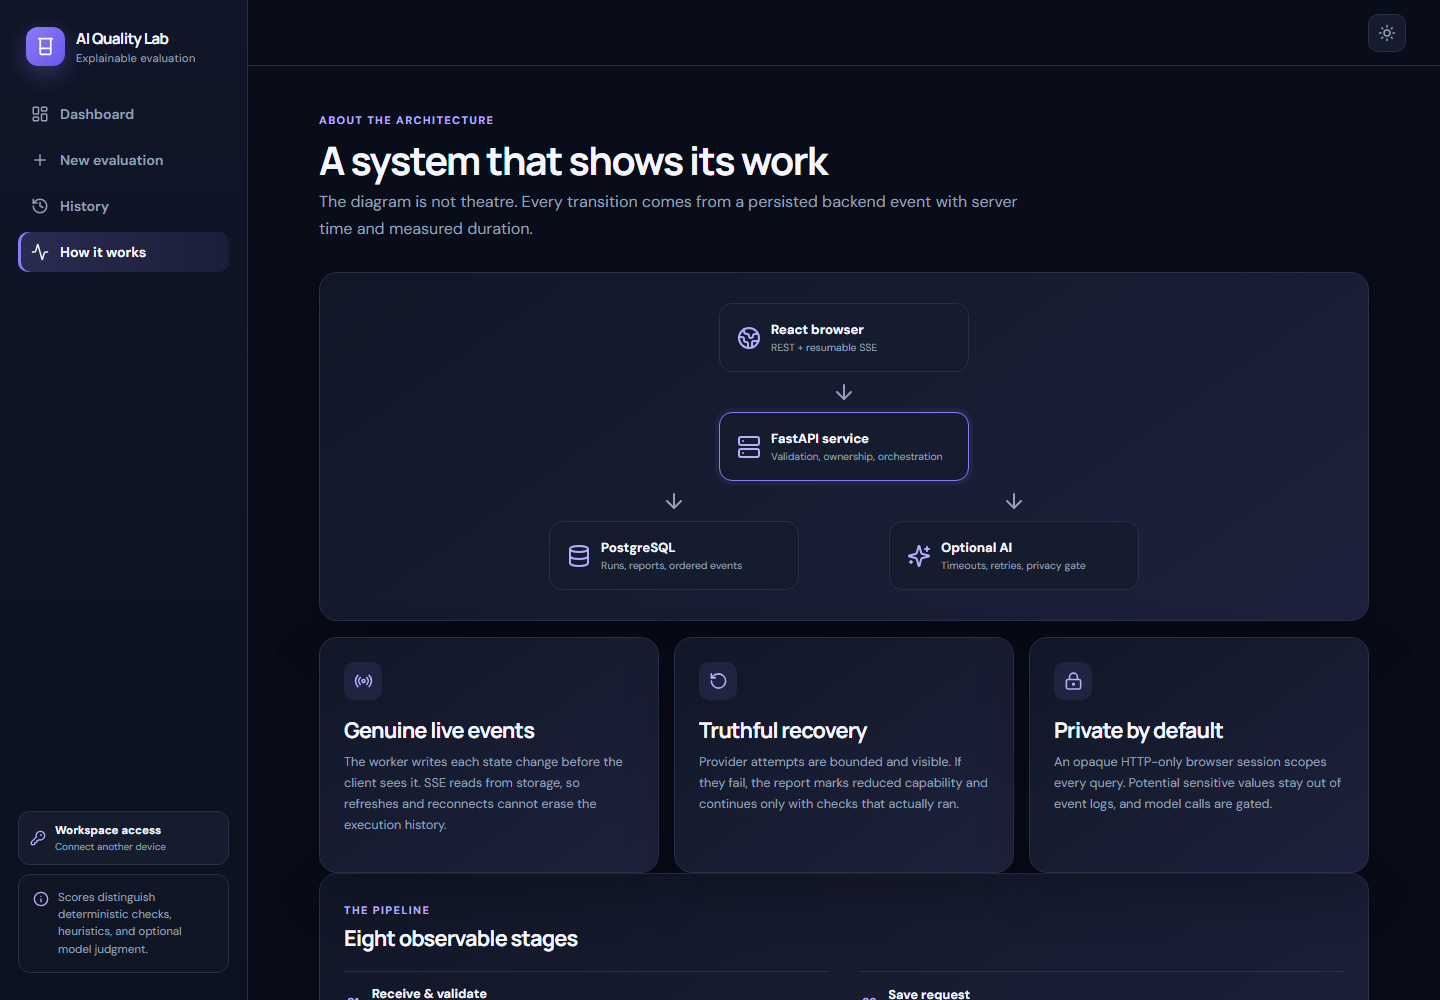 AI Quality Lab
Explainable evaluation
Dashboard
New evaluation
History
How it works
Workspace access
Connect another device
Scores distinguish
deterministic checks,
heuristics, and optional
model judgment.
ABOUT THE ARCHITECTURE
A system that shows its work
The diagram is not theatre. Every transition comes from a persisted backend event with server
time and measured duration.
React browser
REST + resumable SSE
FastAPI service
Validation, ownership, orchestration
PostgreSQL
Runs, reports, ordered events
Optional AI
Timeouts, retries, privacy gate
Genuine live events
The worker writes each state change before the
client sees it. SSE reads from storage, so
refreshes and reconnects cannot erase the
execution history.
Truthful recovery
Provider attempts are bounded and visible. If
they fail, the report marks reduced capability and
continues only with checks that actually ran.
Private by default
An opaque HTTP-only browser session scopes
every query. Potential sensitive values stay out of
event logs, and model calls are gated.
THE PIPELINE
Eight observable stages
Receive & validate
Save request